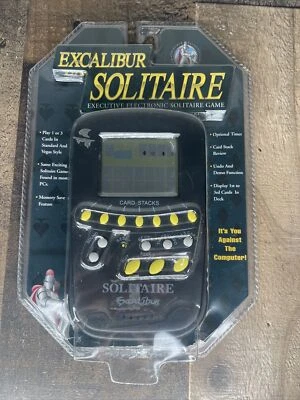 EXCALIBUR
SOLITAIRE
EXECUTIVE ELECTRONIC SOLITAIRE GAME
• Play 1 or 3
Cards In
Standard And
Vegas Style
• Same Exciting
Solitaire Game
Found in most
PCs.
• Memory Save
Feature
• Optional Timer
• Card Stack
Review
• Undo And
Demo Function
• Display 1st to
3rd Cards In
Deck
It's You
Against
The
Computer!
CARD-STACKS
SOLITAIRE
Excalibur